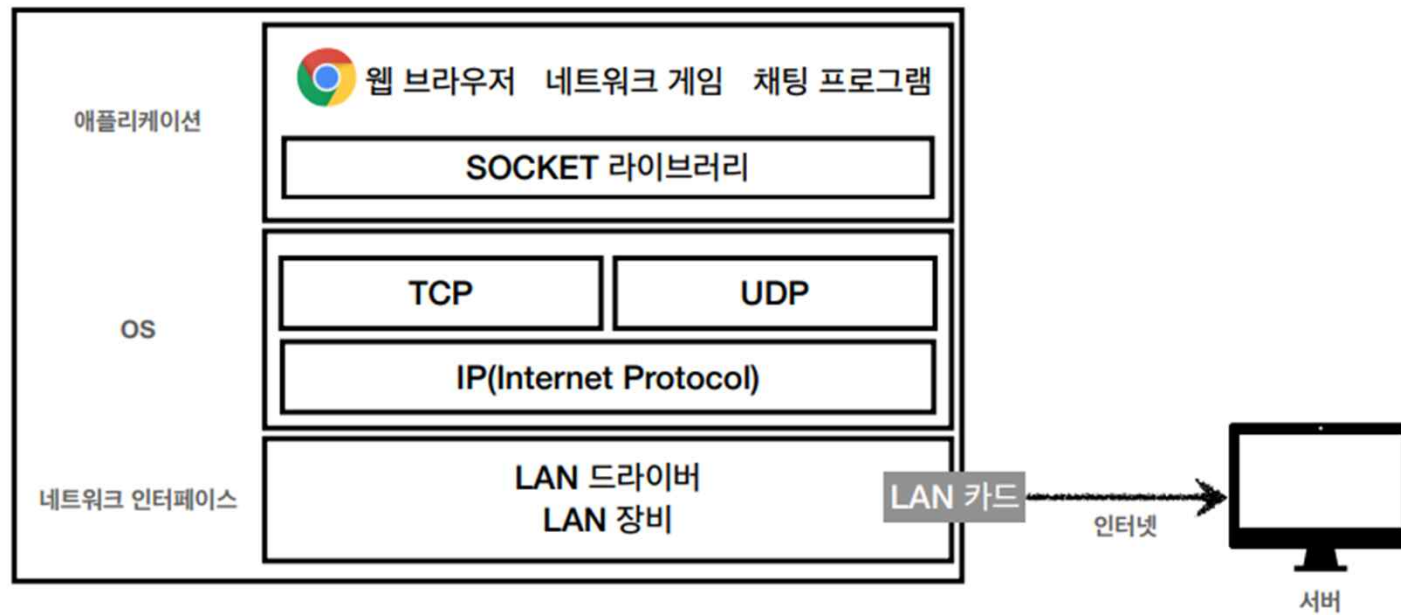 애플리케이션
웹 브라우저 네트워크 게임 채팅 프로그램
SOCKET 라이브러리
OS
TCP
UDP
IP(Internet Protocol)
네트워크 인터페이스
LAN 드라이버
LAN 장비
LAN 카드
인터넷
서버